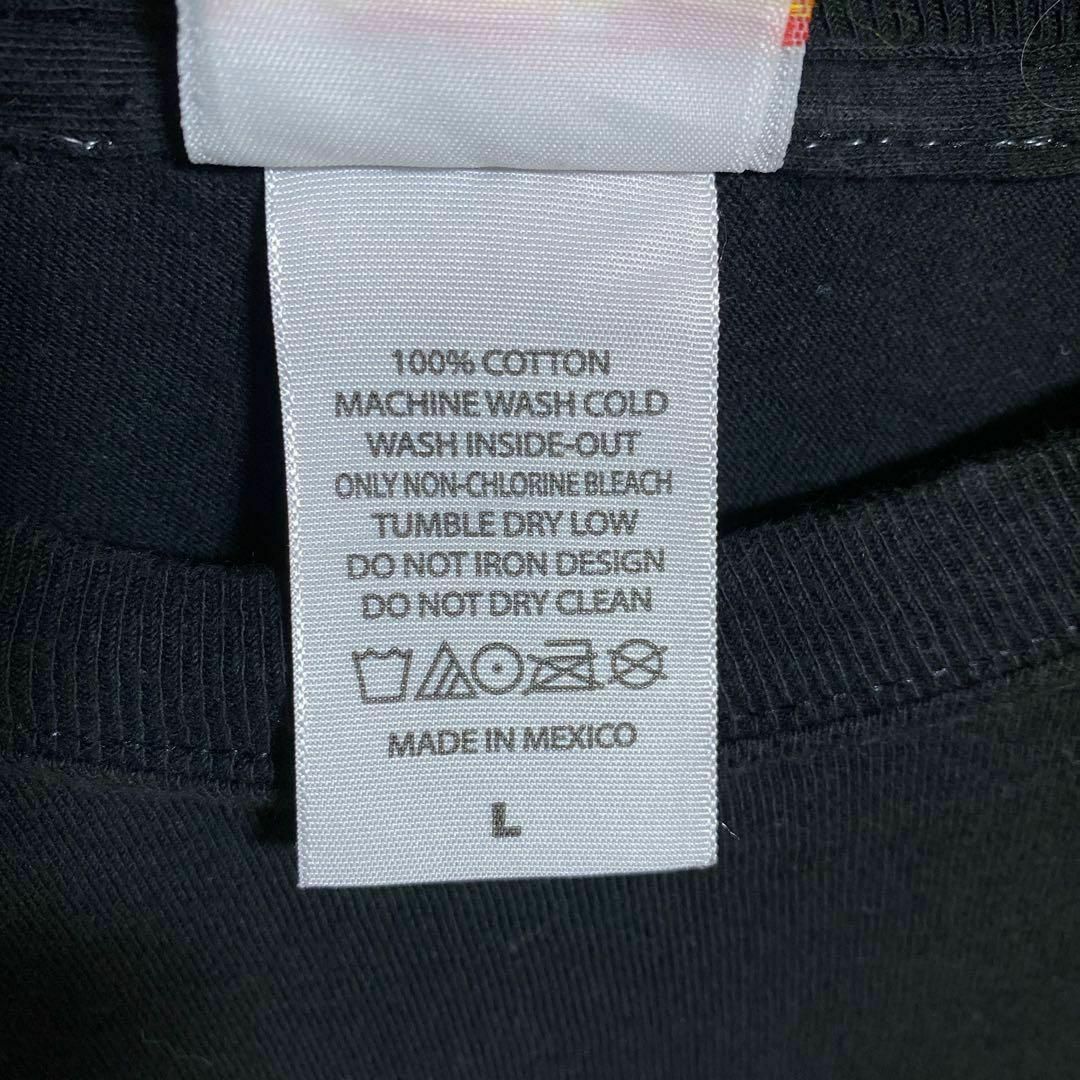 100% COTTON
MACHINE WASH COLD
WASH INSIDE-OUT
ONLY NON-CHLORINE BLEACH
TUMBLE DRY LOW
DO NOT IRON DESIGN
DO NOT DRY CLEAN
MADE IN MEXICO
L